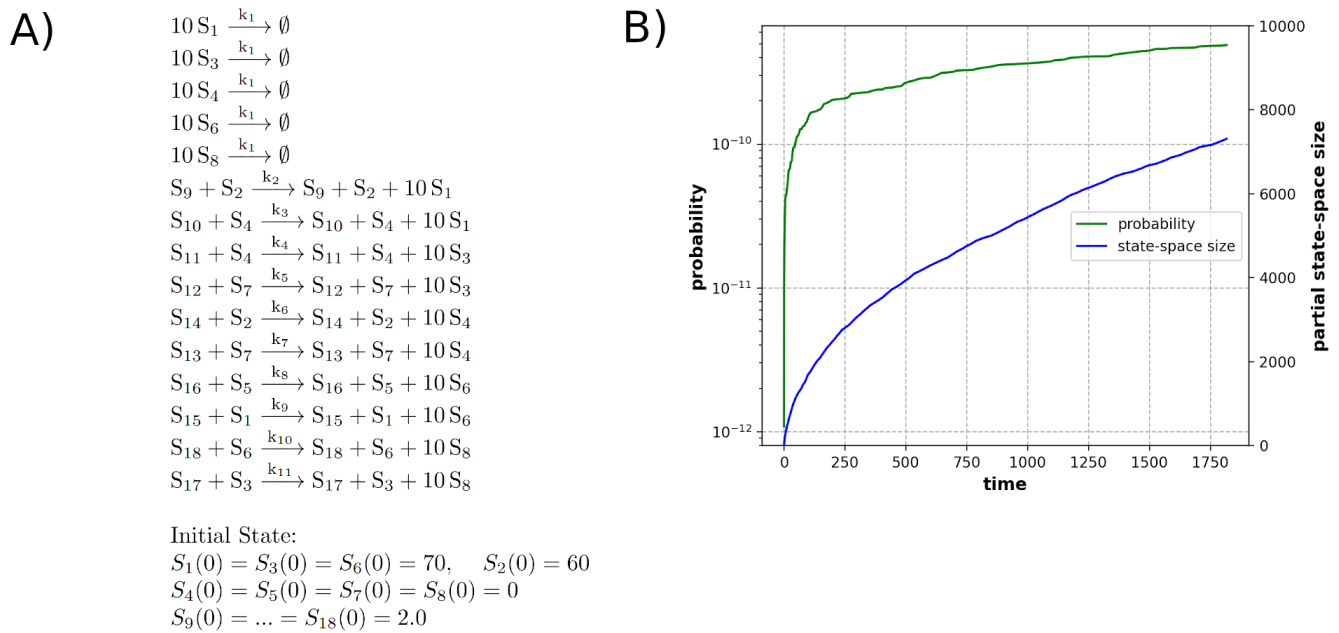 A)
10 S₁ —k₁→ ∅
10 S₃ —k₁→ ∅
10 S₄ —k₁→ ∅
10 S₆ —k₁→ ∅
10 S₈ —k₁→ ∅
S₉ + S₂ —k₂→ S₉ + S₂ + 10 S₁
S₁₀ + S₄ —k₃→ S₁₀ + S₄ + 10 S₁
S₁₁ + S₄ —k₄→ S₁₁ + S₄ + 10 S₃
S₁₂ + S₇ —k₅→ S₁₂ + S₇ + 10 S₃
S₁₄ + S₂ —k₆→ S₁₄ + S₂ + 10 S₄
S₁₃ + S₇ —k₇→ S₁₃ + S₇ + 10 S₄
S₁₆ + S₅ —k₈→ S₁₆ + S₅ + 10 S₆
S₁₅ + S₁ —k₉→ S₁₅ + S₁ + 10 S₆
S₁₈ + S₆ —k₁₀→ S₁₈ + S₆ + 10 S₈
S₁₇ + S₃ —k₁₁→ S₁₇ + S₃ + 10 S₈
Initial State:
S₁(0) = S₃(0) = S₆(0) = 70, S₂(0) = 60
S₄(0) = S₅(0) = S₇(0) = S₈(0) = 0
S₉(0) = ... = S₁₈(0) = 2.0
B)
probability
10⁻¹⁰
10⁻¹¹
10⁻¹²
probability
state-space size
10000
8000
6000
4000
2000
0
partial state-space size
0 250 500 750 1000 1250 1500 1750
time